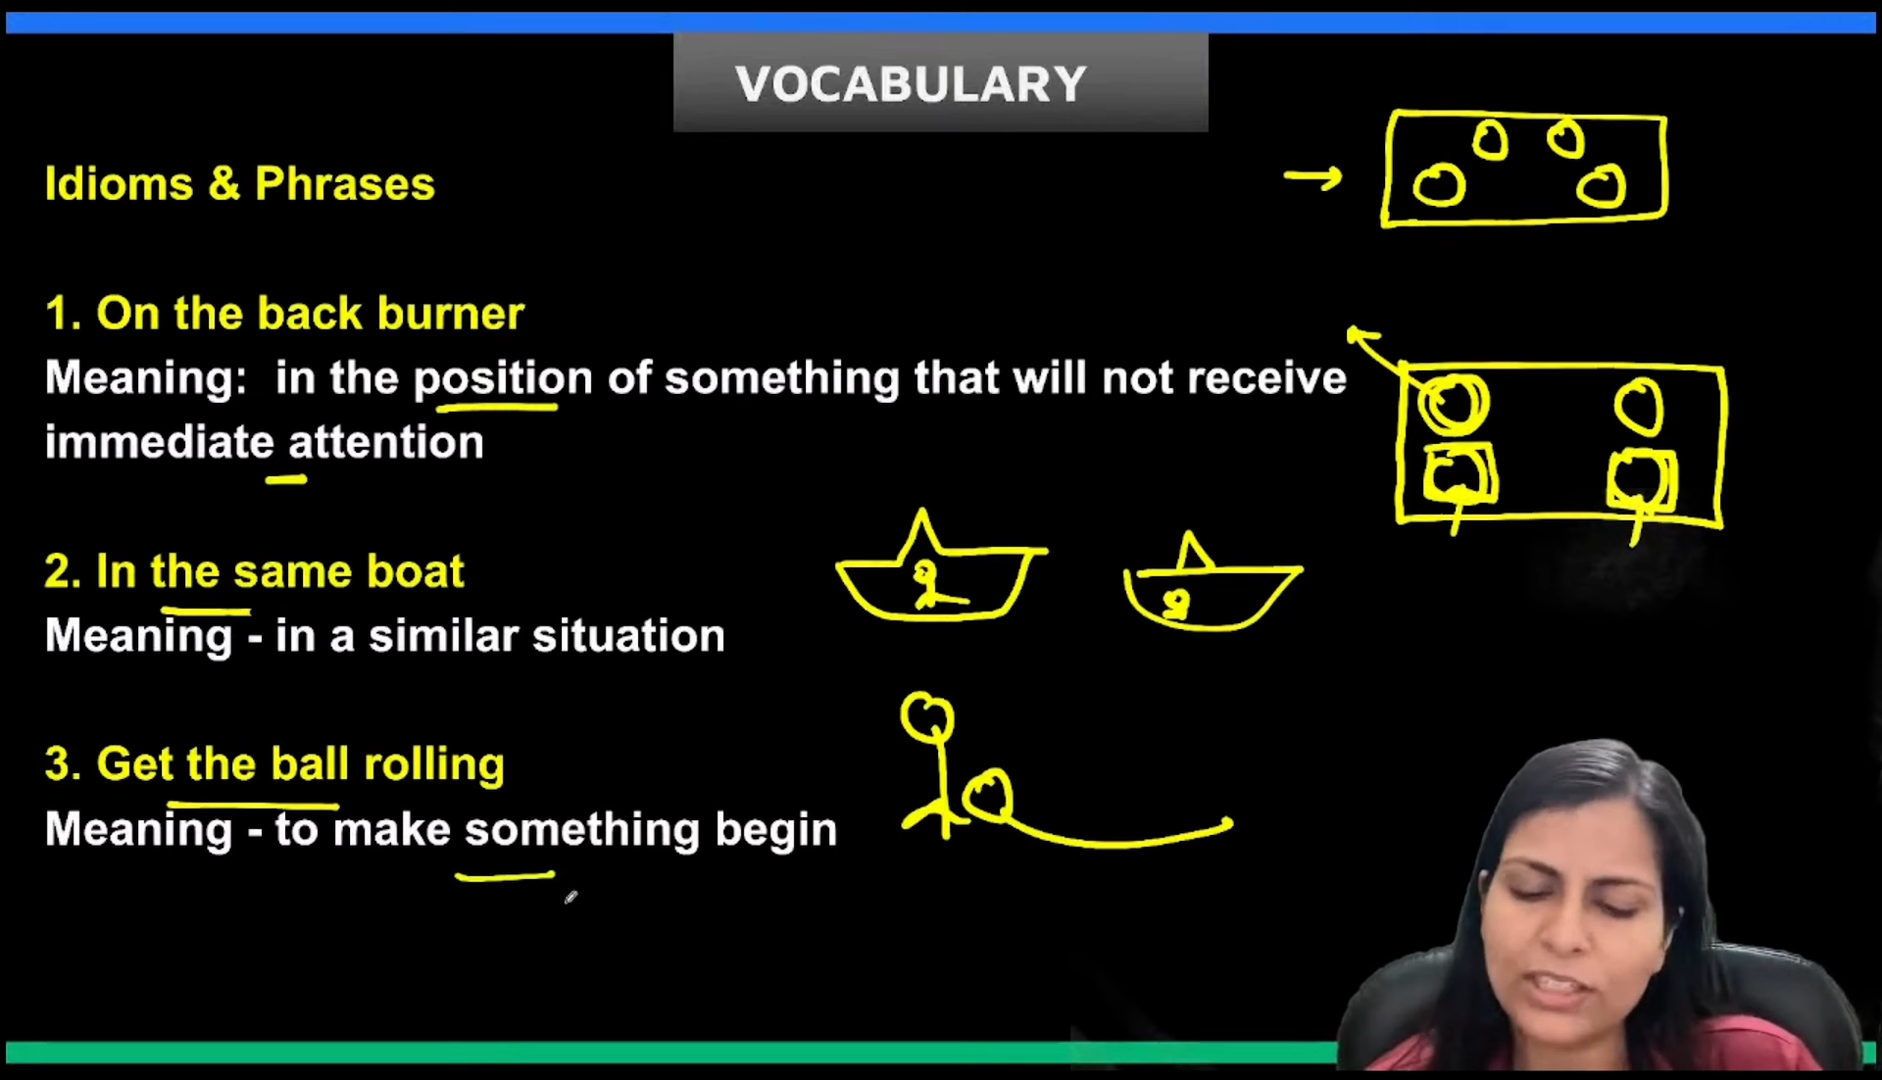 VOCABULARY
Idioms & Phrases
1. On the back burner
Meaning:  in the position of something that will not receive
immediate attention
2. In the same boat
Meaning - in a similar situation
3. Get the ball rolling
Meaning - to make something begin